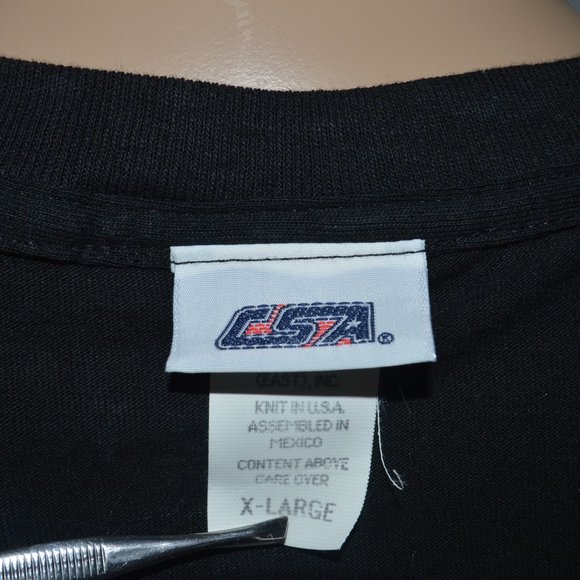 CSA®
(EAST), INC.
KNIT IN U.S.A.
ASSEMBLED IN
MEXICO
CONTENT ABOVE
CARE OVER
X-LARGE